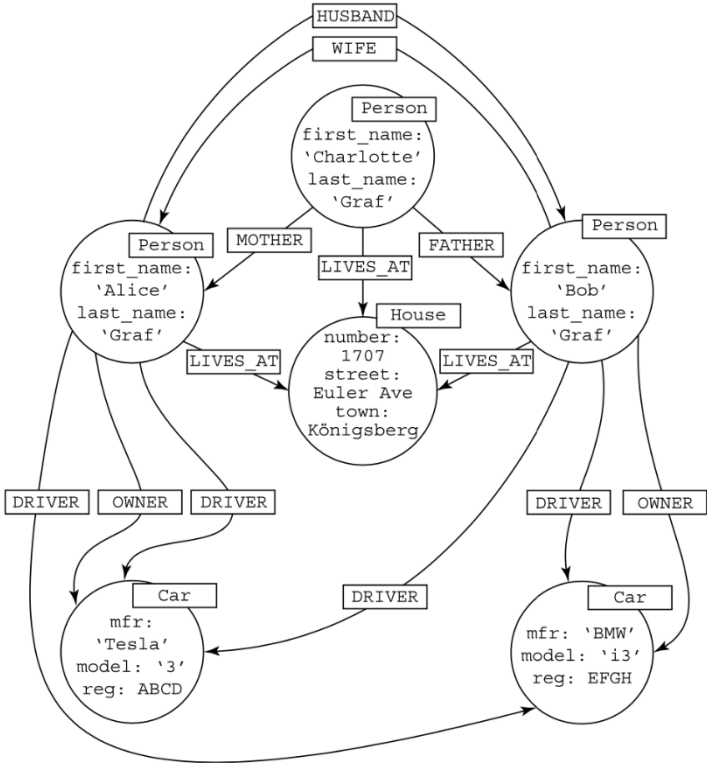 HUSBAND
WIFE
Person
first_name:
‘Charlotte’
last_name:
‘Graf’
MOTHER
FATHER
LIVES_AT
Person
first_name:
‘Alice’
last_name:
‘Graf’
Person
first_name:
‘Bob’
last_name:
‘Graf’
House
number:
1707
street:
Euler Ave
town:
Königsberg
LIVES_AT
LIVES_AT
DRIVER
OWNER
DRIVER
DRIVER
OWNER
DRIVER
Car
mfr:
‘Tesla’
model: ‘3’
reg: ABCD
Car
mfr: ‘BMW’
model: ‘i3’
reg: EFGH